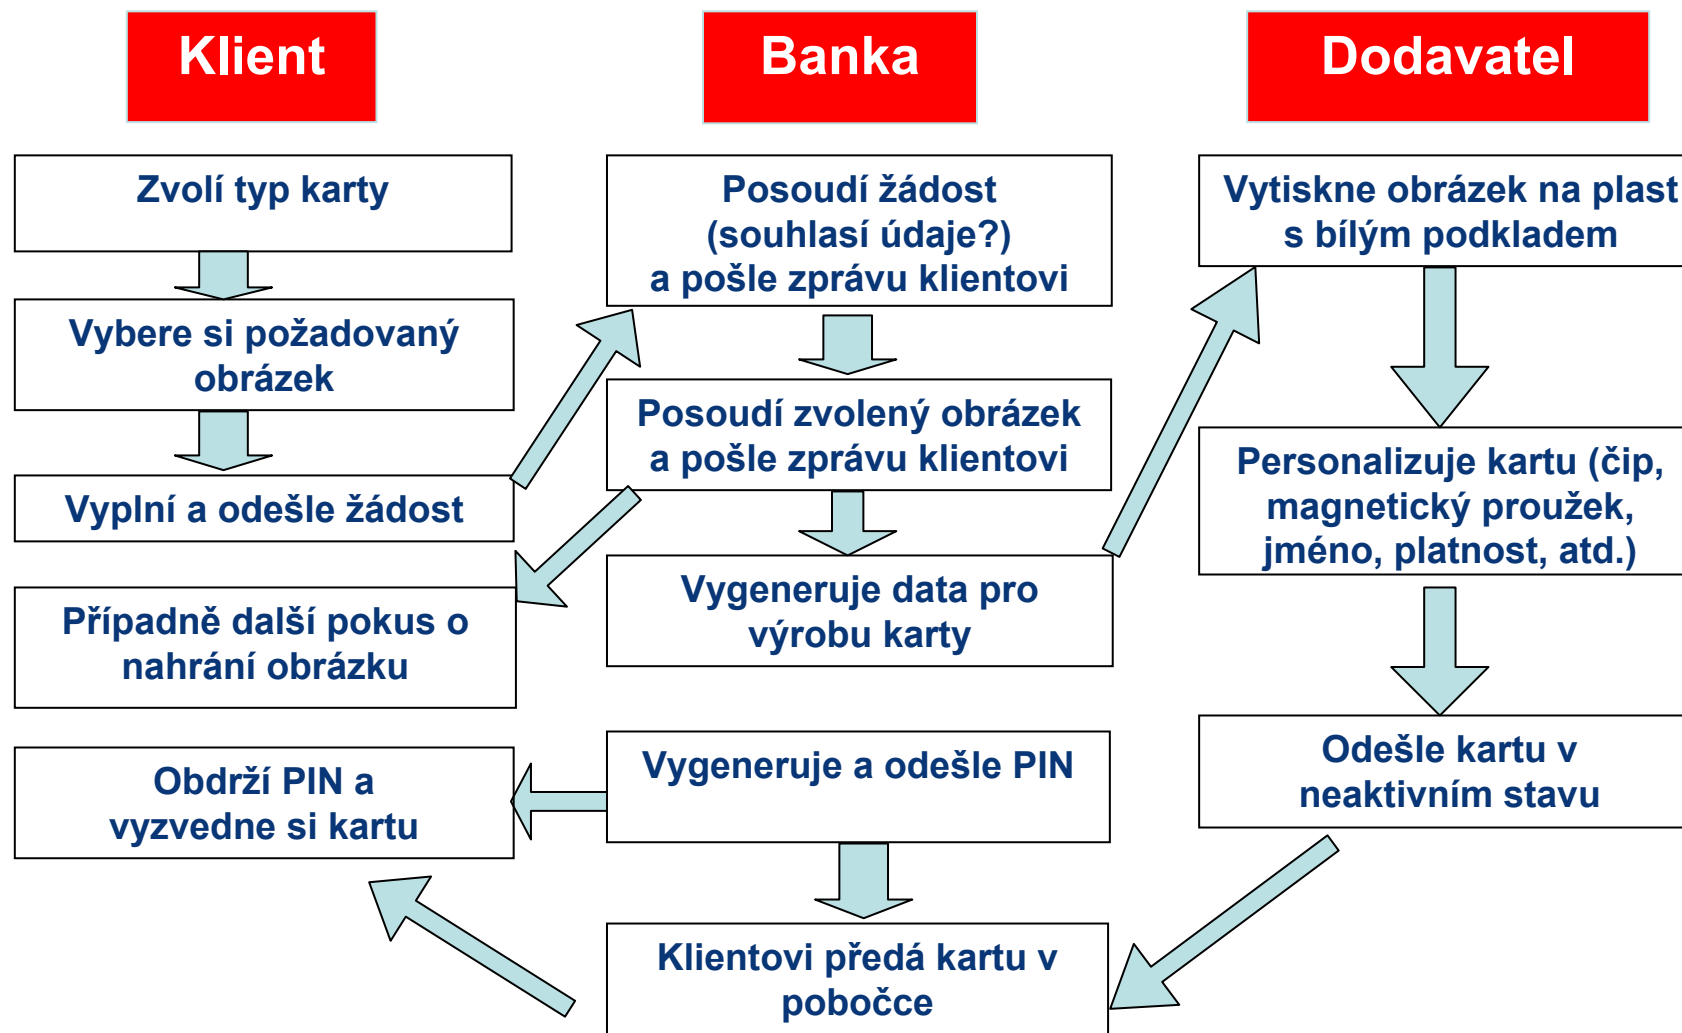 Klient
Banka
Dodavatel
Zvolí typ karty
Vybere si požadovaný
obrázek
Vyplní a odešle žádost
Případně další pokus o
nahrání obrázku
Obdrží PIN a
vyzvedne si kartu
Posoudí žádost
(souhlasí údaje?)
a pošle zprávu klientovi
Posoudí zvolený obrázek
a pošle zprávu klientovi
Vygeneruje data pro
výrobu karty
Vygeneruje a odešle PIN
Klientovi předá kartu v
pobočce
Vytiskne obrázek na plast
s bílým podkladem
Personalizuje kartu (čip,
magnetický proužek,
jméno, platnost, atd.)
Odešle kartu v
neaktivním stavu